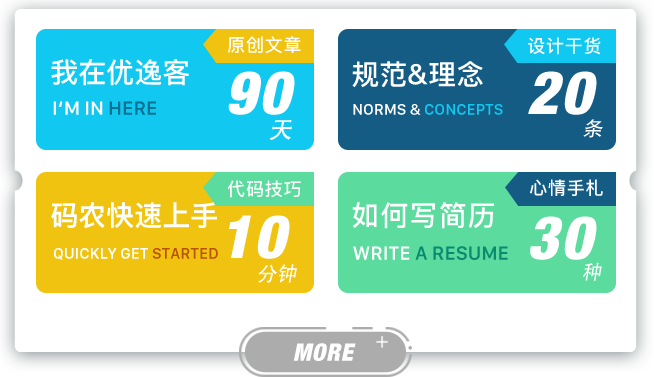 原创文章
我在优逸客
I'M IN HERE
90
天
设计干货
规范&理念
NORMS & CONCEPTS
20
条
代码技巧
码农快速上手
QUICKLY GET STARTED
10
分钟
心情手札
如何写简历
WRITE A RESUME
30
种
MORE +